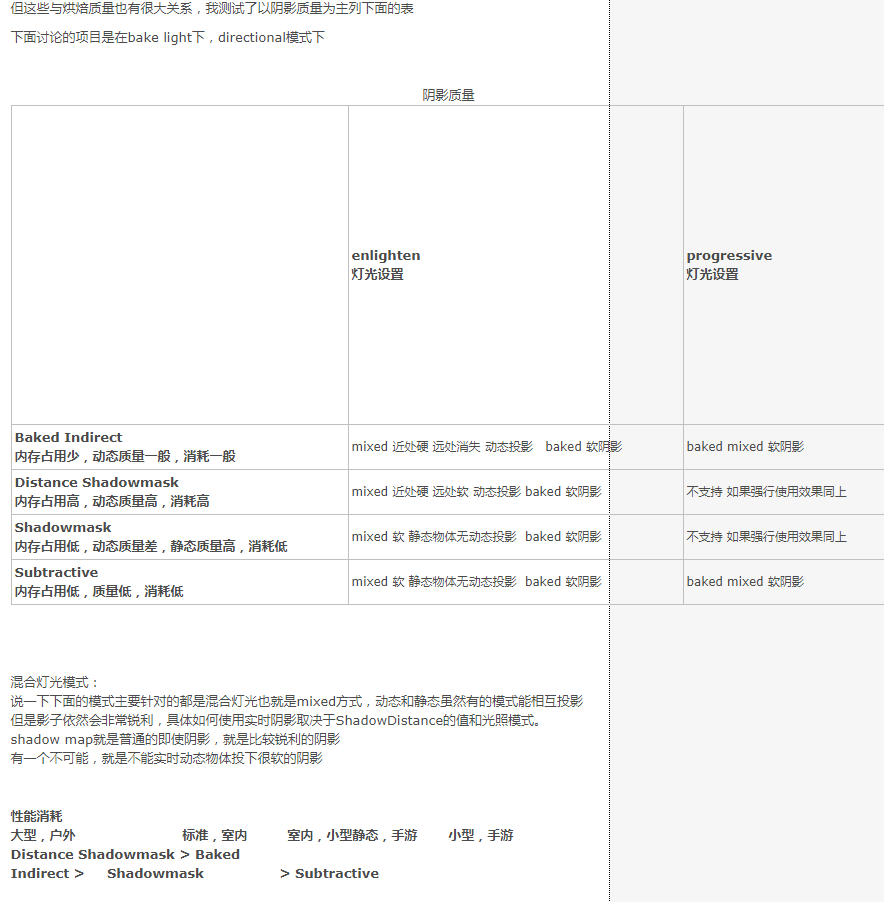 但这些与烘焙质量也有很大关系，我测试了以阴影质量为主列下面的表
下面讨论的项目是在bake light下，directional模式下
阴影质量
enlighten
灯光设置
progressive
灯光设置
Baked Indirect
内存占用少，动态质量一般，消耗一般
mixed 近处硬 远处消失 动态投影 baked 软阴影
baked mixed 软阴影
Distance Shadowmask
内存占用高，动态质量高，消耗高
mixed 近处硬 远处软 动态投影 baked 软阴影
不支持 如果强行使用效果同上
Shadowmask
内存占用低，动态质量差，静态质量高，消耗低
mixed 软 静态物体无动态投影 baked 软阴影
不支持 如果强行使用效果同上
Subtractive
内存占用低，质量低，消耗低
mixed 软 静态物体无动态投影 baked 软阴影
baked mixed 软阴影
混合灯光模式：
说一下下面的模式主要针对的都是混合灯光也就是mixed方式，动态和静态虽然有的模式能相互投影
但是影子依然会非常锐利，具体如何使用实时阴影取决于ShadowDistance的值和光照模式。
shadow map就是普通的即使阴影，就是比较锐利的阴影
有一个不可能，就是不能实时动态物体投下很软的阴影
性能消耗
大型，户外 标准，室内 室内，小型静态，手游 小型，手游
Distance Shadowmask > Baked
Indirect > Shadowmask > Subtractive